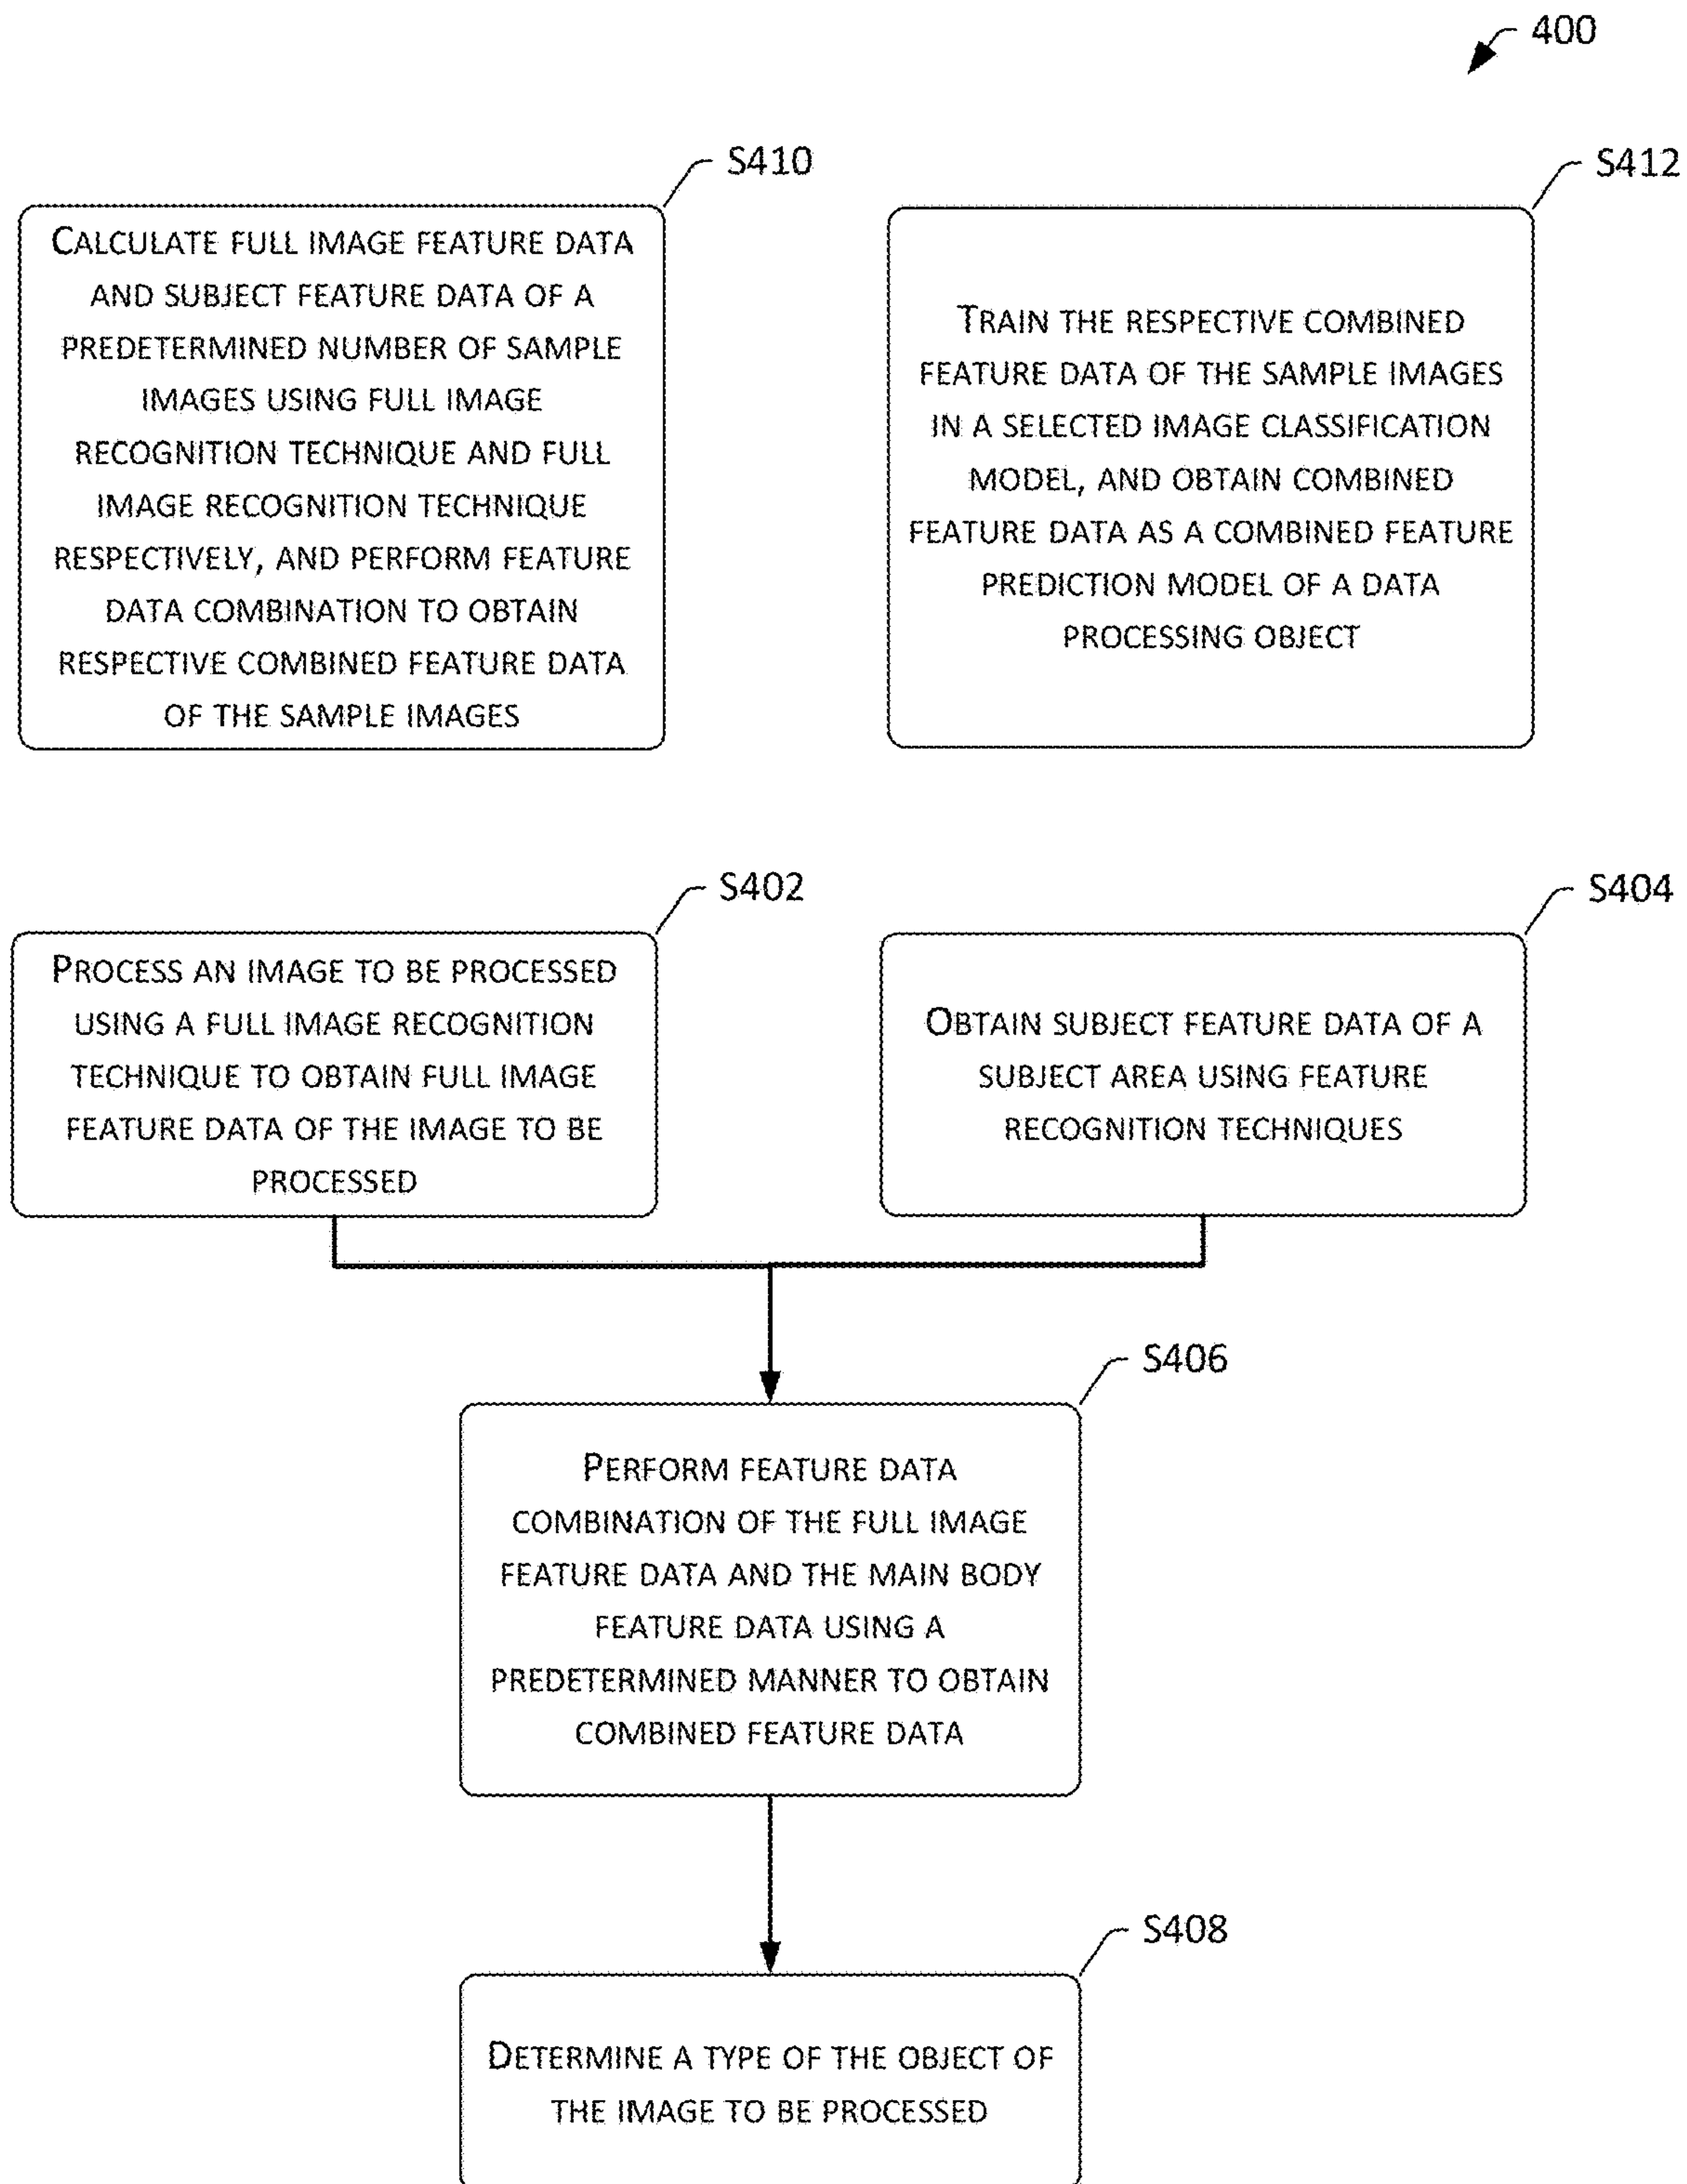 400
S410
CALCULATE FULL IMAGE FEATURE DATA
AND SUBJECT FEATURE DATA OF A
PREDETERMINED NUMBER OF SAMPLE
IMAGES USING FULL IMAGE
RECOGNITION TECHNIQUE AND FULL
IMAGE RECOGNITION TECHNIQUE
RESPECTIVELY, AND PERFORM FEATURE
DATA COMBINATION TO OBTAIN
RESPECTIVE COMBINED FEATURE DATA
OF THE SAMPLE IMAGES
S412
TRAIN THE RESPECTIVE COMBINED
FEATURE DATA OF THE SAMPLE IMAGES
IN A SELECTED IMAGE CLASSIFICATION
MODEL, AND OBTAIN COMBINED
FEATURE DATA AS A COMBINED FEATURE
PREDICTION MODEL OF A DATA
PROCESSING OBJECT
S402
PROCESS AN IMAGE TO BE PROCESSED
USING A FULL IMAGE RECOGNITION
TECHNIQUE TO OBTAIN FULL IMAGE
FEATURE DATA OF THE IMAGE TO BE
PROCESSED
S404
OBTAIN SUBJECT FEATURE DATA OF A
SUBJECT AREA USING FEATURE
RECOGNITION TECHNIQUES
S406
PERFORM FEATURE DATA
COMBINATION OF THE FULL IMAGE
FEATURE DATA AND THE MAIN BODY
FEATURE DATA USING A
PREDETERMINED MANNER TO OBTAIN
COMBINED FEATURE DATA
S408
DETERMINE A TYPE OF THE OBJECT OF
THE IMAGE TO BE PROCESSED